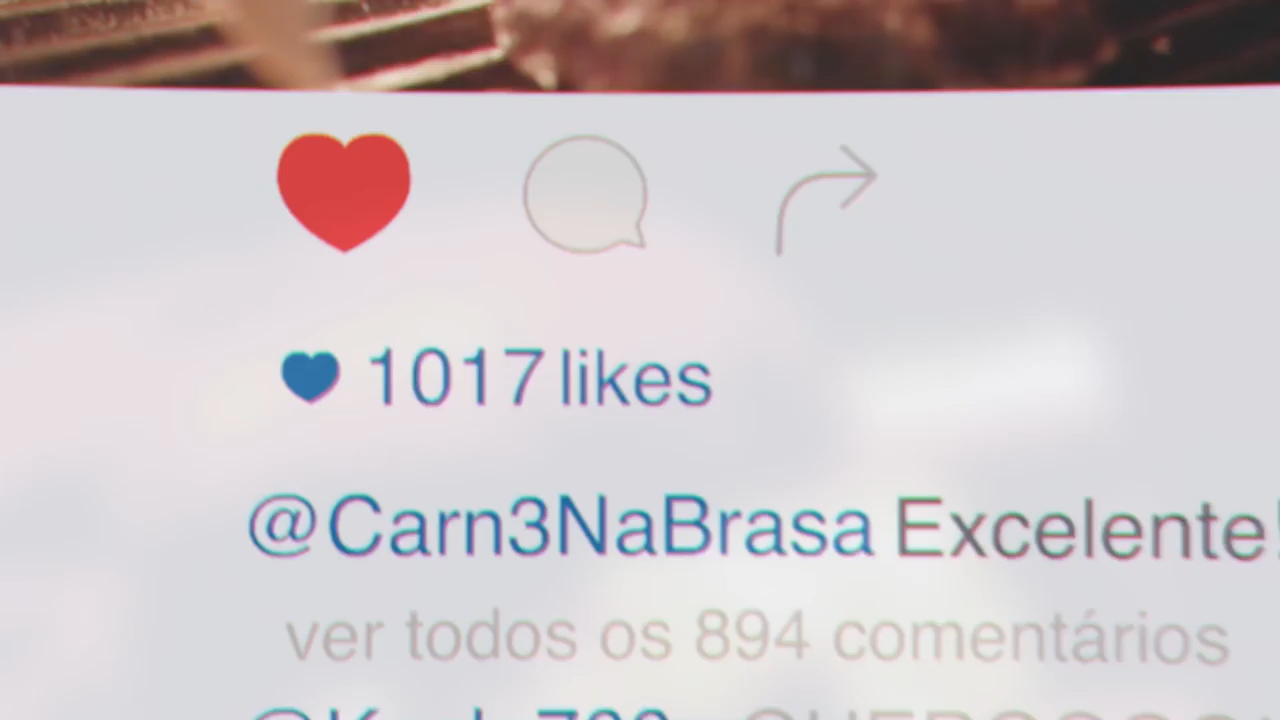 1017 likes
@Carn3NaBrasa Excelente!
ver todos os 894 comentários